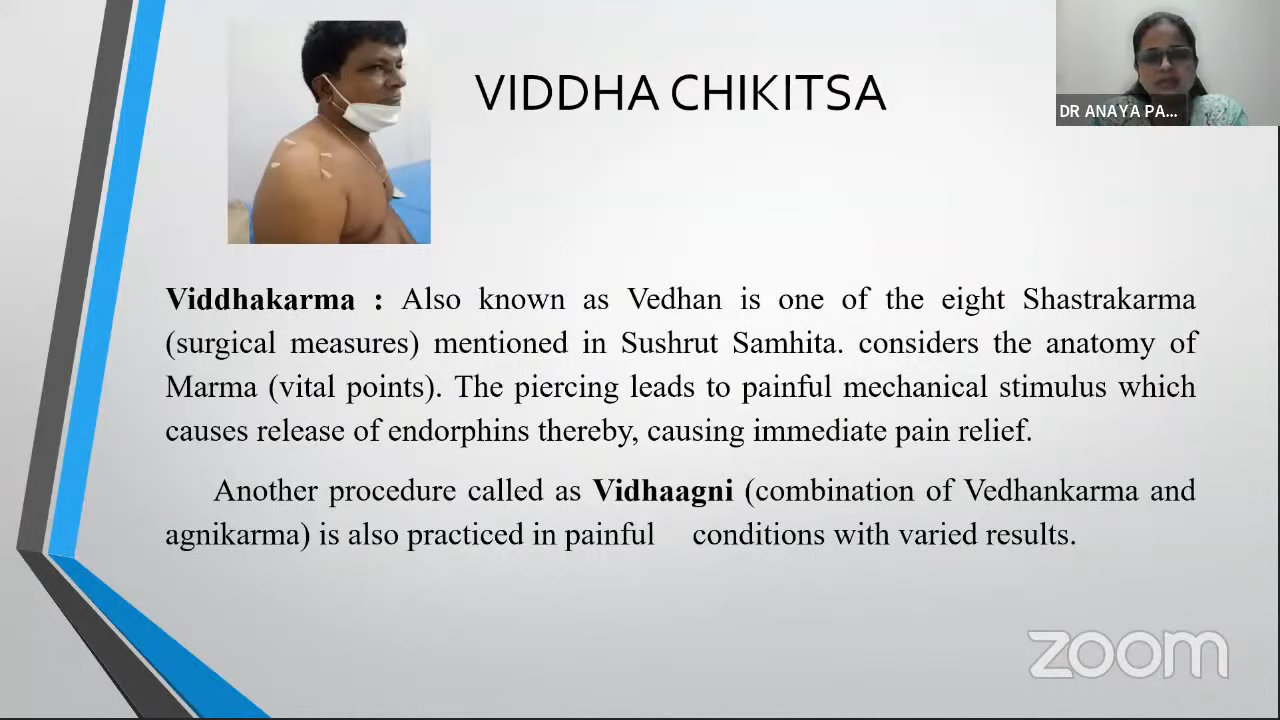 VIDDHA CHIKITSA
DR ANAYA PA...
Viddhakarma : Also known as Vedhan is one of the eight Shastrakarma
(surgical measures) mentioned in Sushrut Samhita. considers the anatomy of
Marma (vital points). The piercing leads to painful mechanical stimulus which
causes release of endorphins thereby, causing immediate pain relief.
Another procedure called as Vidhaagni (combination of Vedhankarma and
agnikarma) is also practiced in painful conditions with varied results.
zoom